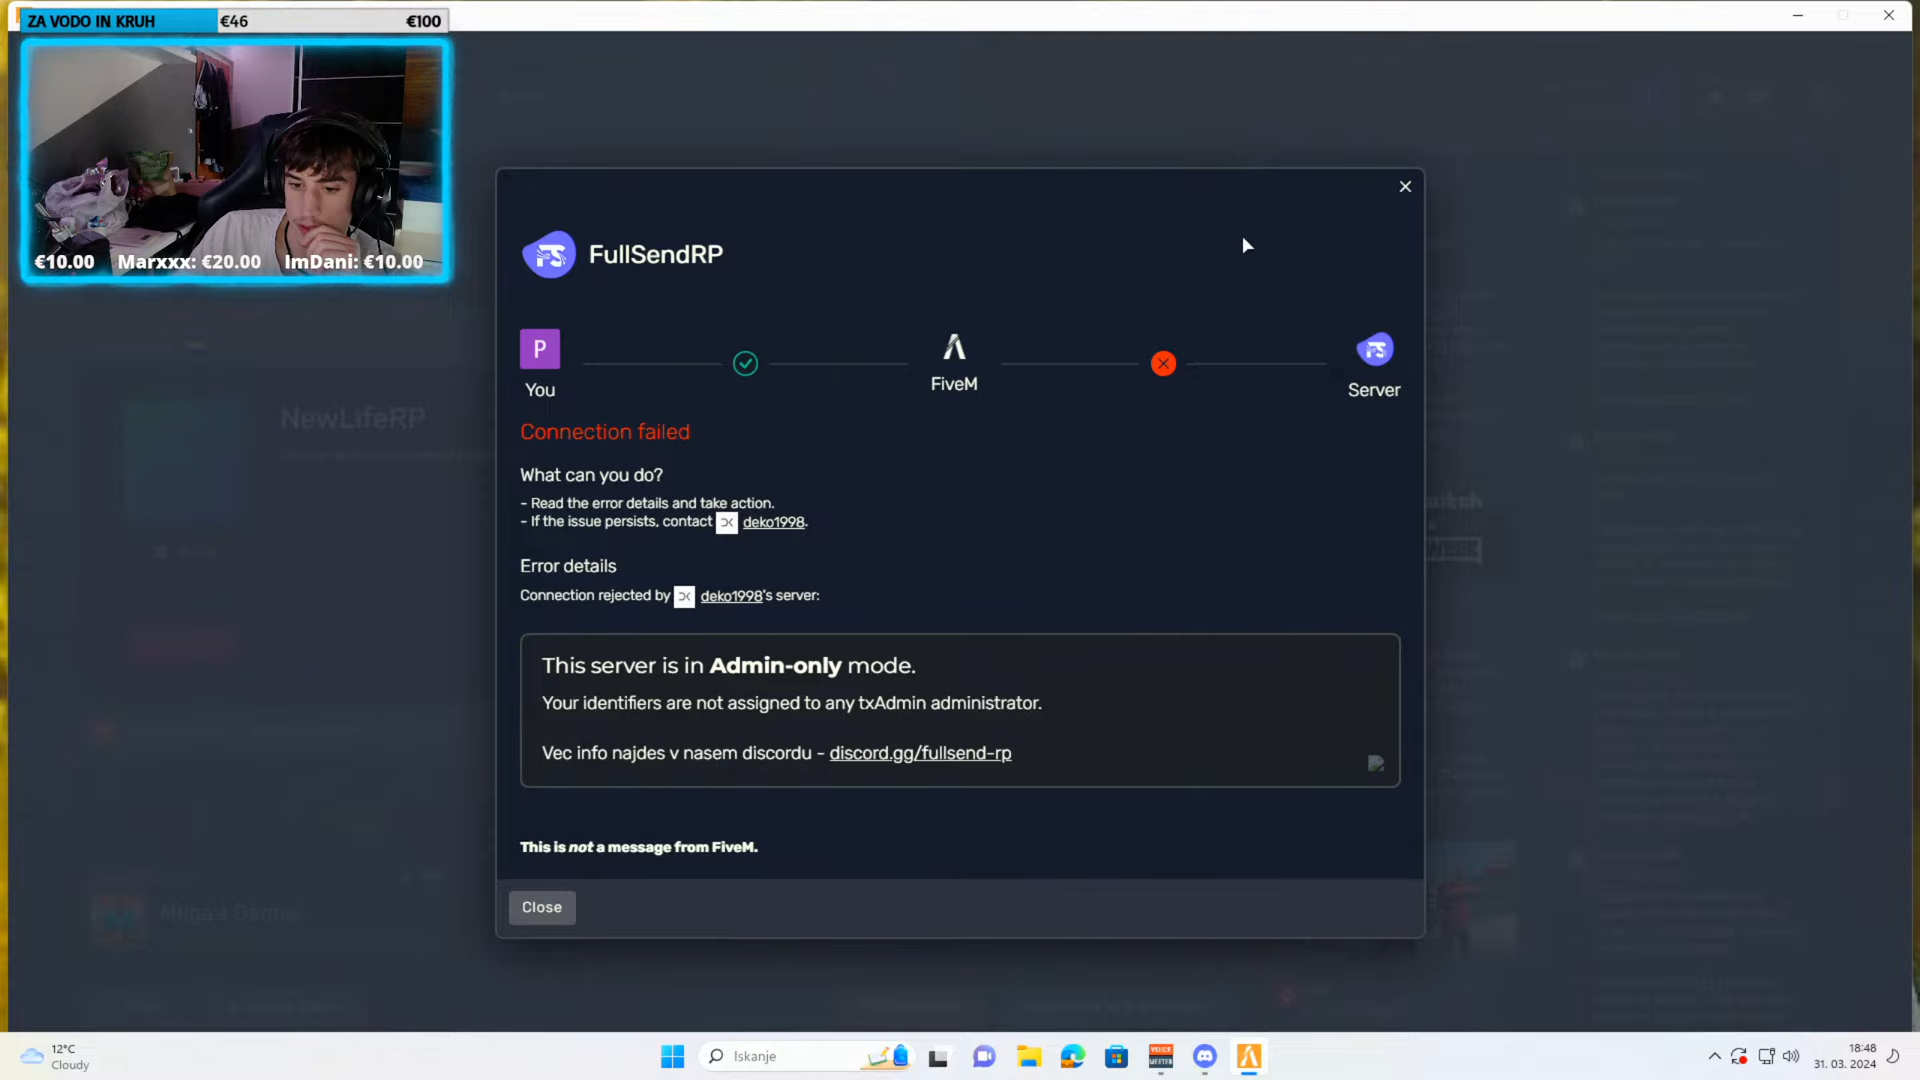 ZA VODO IN KRUH €46 €100
€10.00 Marxxx: €20.00 ImDani: €10.00
FullSendRP
P
You
FiveM
Server
Connection failed
What can you do?
- Read the error details and take action.
- If the issue persists, contact deko1998.
Error details
Connection rejected by deko1998's server:
This server is in Admin-only mode.
Your identifiers are not assigned to any txAdmin administrator.
Vec info najdes v nasem discordu - discord.gg/fullsend-rp
This is not a message from FiveM.
Close
NewLifeRP
12°C
Cloudy
Iskanje
VOICE
MEETER
18:48
31. 03. 2024